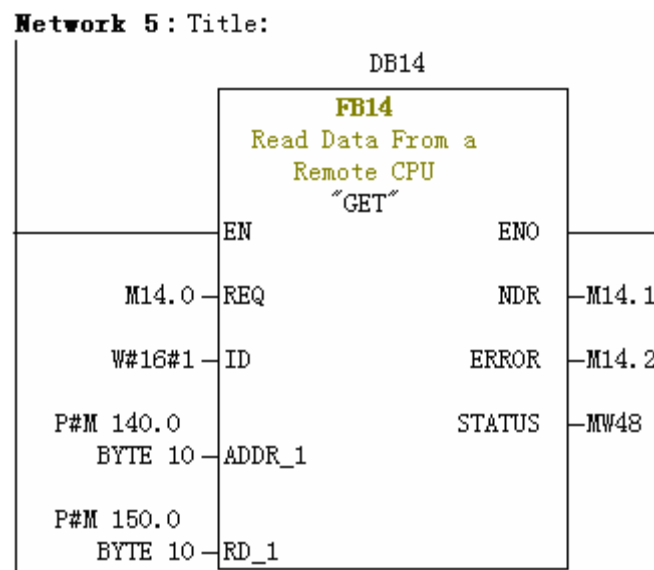 Network 5 : Title:
DB14
FB14
Read Data From a
Remote CPU
"GET"
EN ENO
M14.0 REQ NDR M14.1
W#16#1 ID ERROR M14.2
P#M 140.0 STATUS MW48
BYTE 10 ADDR_1
P#M 150.0
BYTE 10 RD_1